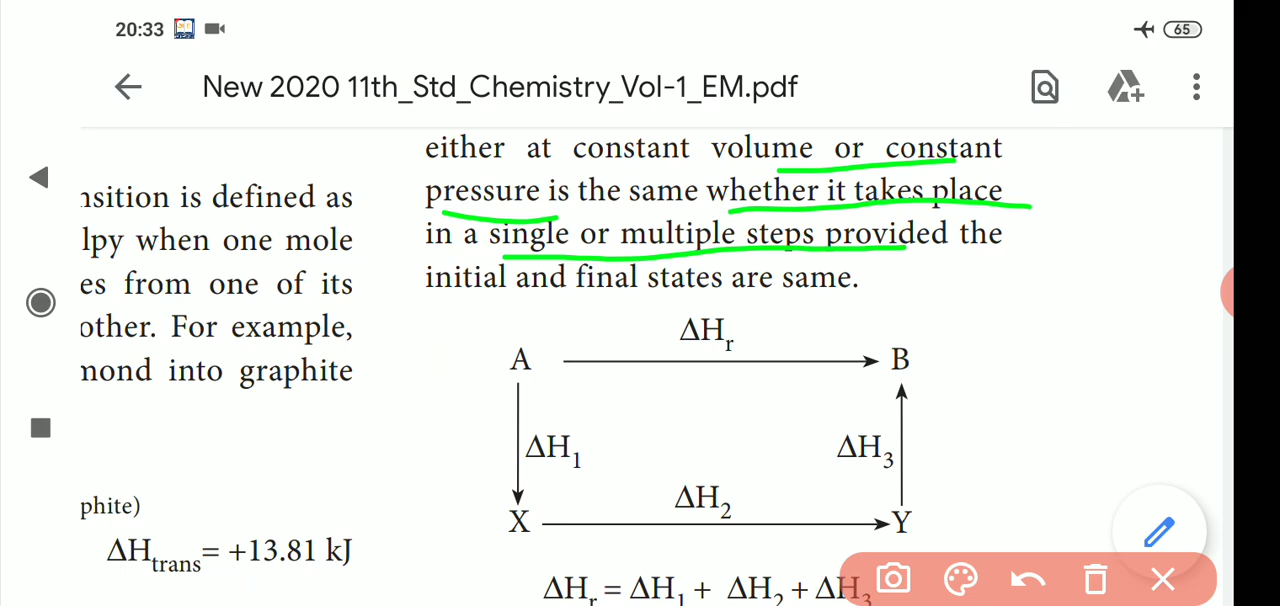 20:33
65
New 2020 11th_Std_Chemistry_Vol-1_EM.pdf
nsition is defined as
lpy when one mole
es from one of its
other. For example,
mond into graphite
phite)
ΔHtrans= +13.81 kJ
either at constant volume or constant
pressure is the same whether it takes place
in a single or multiple steps provided the
initial and final states are same.
ΔHr
A B
ΔH1 ΔH3
ΔH2
X Y
ΔHr = ΔH1 + ΔH2 + ΔH3